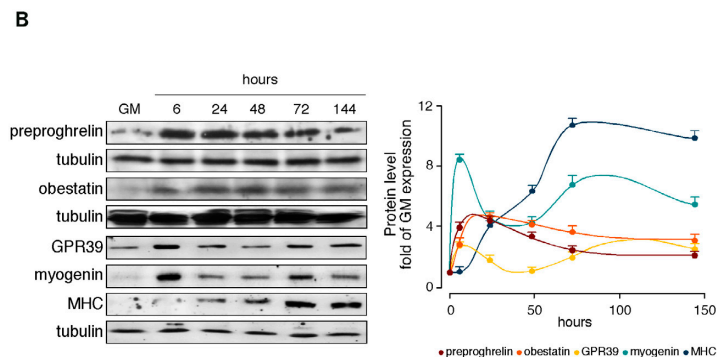 B
hours
GM 6 24 48 72 144
preproghrelin
tubulin
obestatin
tubulin
GPR39
myogenin
MHC
tubulin
Protein level
fold of GM expression
12
8
4
0
0 50 100 150
hours
preproghrelin obestatin GPR39 myogenin MHC